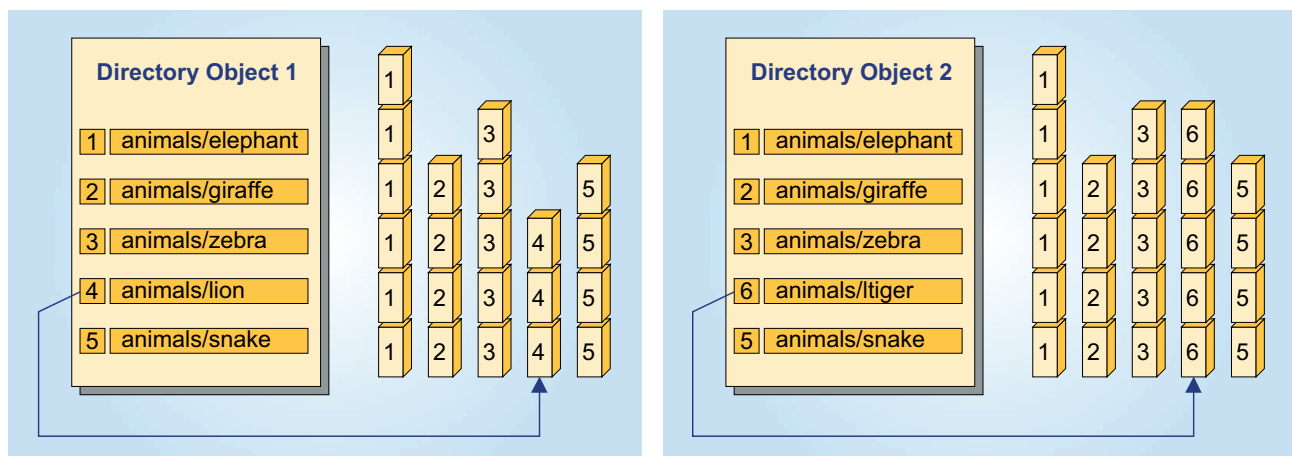 Directory Object 1
1 animals/elephant
2 animals/giraffe
3 animals/zebra
4 animals/lion
5 animals/snake
1
1 3
1 2 3 5
1 2 3 4 5
1 2 3 4 5
1 2 3 4 5
Directory Object 2
1 animals/elephant
2 animals/giraffe
3 animals/zebra
6 animals/ltiger
5 animals/snake
1
1 3 6
1 2 3 6 5
1 2 3 6 5
1 2 3 6 5
1 2 3 6 5